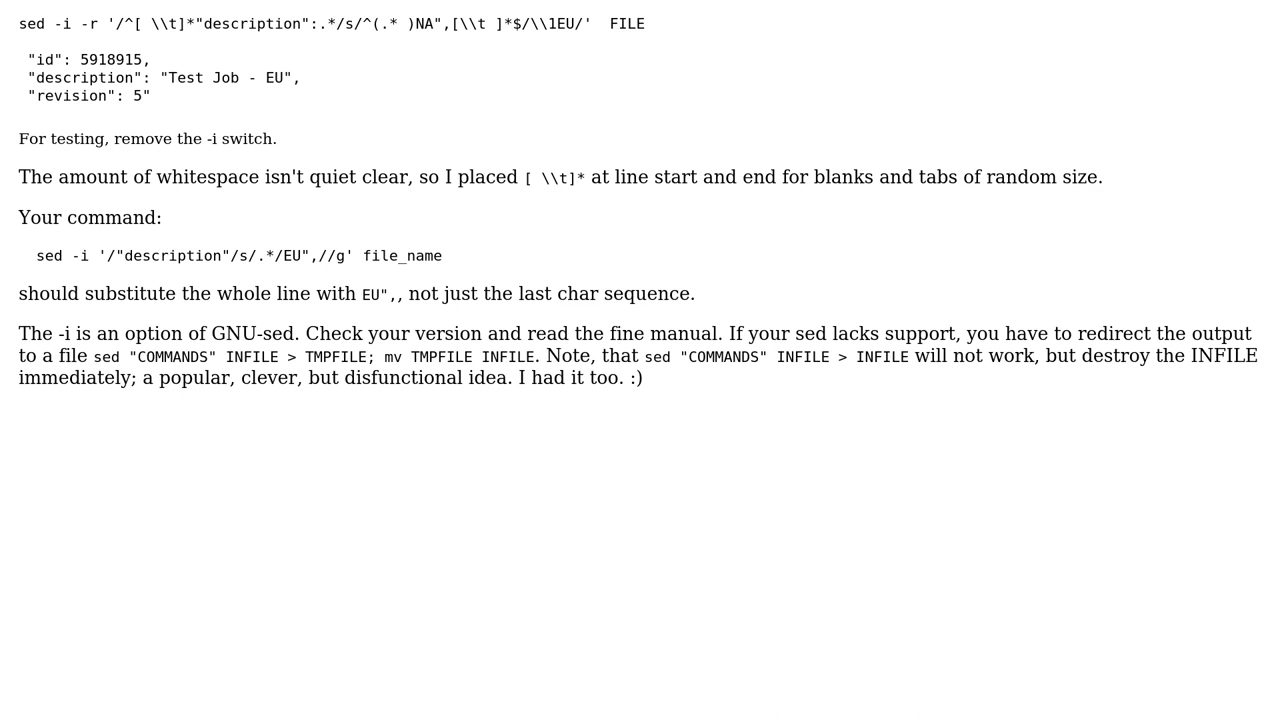 sed -i -r '/^[ \\t]*"description":.*/s/^(.* )NA",[\\t ]*$/\\1EU/'  FILE
"id": 5918915,
"description": "Test Job - EU",
"revision": 5"
For testing, remove the -i switch.
The amount of whitespace isn't quiet clear, so I placed [ \\t]* at line start and end for blanks and tabs of random size.
Your command:
sed -i '/"description"/s/.*/EU",//g' file_name
should substitute the whole line with EU",, not just the last char sequence.
The -i is an option of GNU-sed. Check your version and read the fine manual. If your sed lacks support, you have to redirect the output
to a file sed "COMMANDS" INFILE > TMPFILE; mv TMPFILE INFILE. Note, that sed "COMMANDS" INFILE > INFILE will not work, but destroy the INFILE
immediately; a popular, clever, but disfunctional idea. I had it too. :)